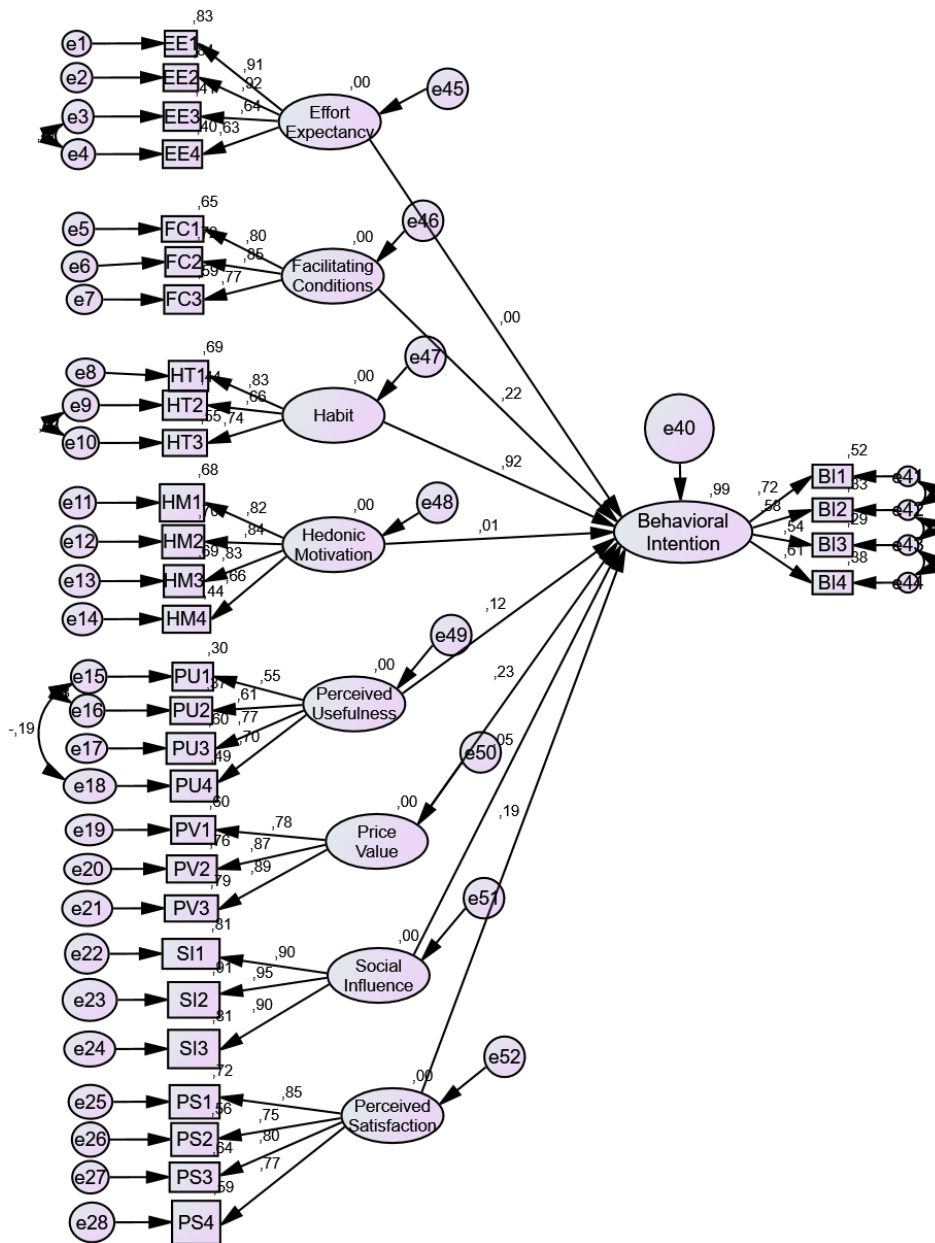 ,83
e1
EE1
,91
e2
EE2
,92
,00
e45
Effort
Expectancy
e3
EE3
,64
,40
,63
e4
EE4
,65
e5
FC1
,80
e46
,00
e6
FC2
,85
Facilitating
Conditions
,59
,77
e7
FC3
,00
,69
e8
HT1
,83
e47
,00
,22
e9
HT2
,66
Habit
,55
,74
e10
HT3
,92
e40
,68
e11
HM1
,82
,00
e48
e12
HM2
,84
Hedonic
Motivation
,01
,99
Behavioral
Intention
,52
BI1
e41
,72
BI2
e42
,58
,29
BI3
e43
,54
BI4
e44
,61
e13
HM3
,69
,83
,44
,66
e14
HM4
,12
,30
e15
PU1
,55
e49
,00
,23
e16
PU2
,61
Perceived
Usefulness
-,19
,60
,77
e17
PU3
,70
,49
e18
PU4
e50
,05
,60
e19
PV1
,78
,00
,19
,76
e20
PV2
,87
Price
Value
,79
,89
e21
PV3
,81
e22
SI1
,90
e51
,00
,91
e23
SI2
,95
Social
Influence
,81
,90
e24
SI3
,72
e52
,00
e25
PS1
,85
,56
e26
PS2
,75
Perceived
Satisfaction
,64
,80
e27
PS3
,77
,59
e28
PS4